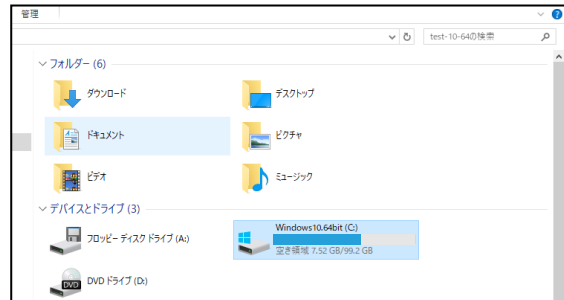 管理
test-10-64の検索
フォルダー (6)
ダウンロード
デスクトップ
ドキュメント
ピクチャ
ビデオ
ミュージック
デバイスとドライブ (3)
フロッピー ディスク ドライブ (A:)
Windows10.64bit (C:)
空き領域 7.52 GB/99.2 GB
DVD
DVD ドライブ (D:)